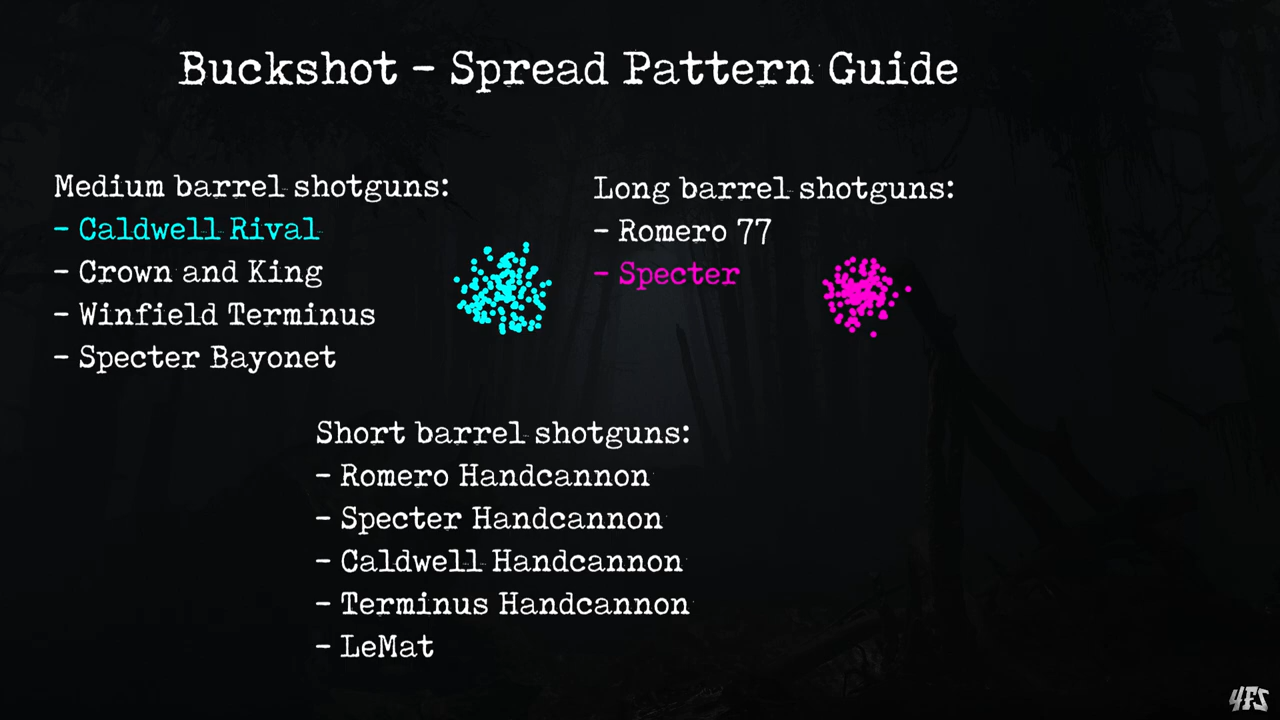 Buckshot - Spread Pattern Guide
Medium barrel shotguns:
- Caldwell Rival
- Crown and King
- Winfield Terminus
- Specter Bayonet
Long barrel shotguns:
- Romero 77
- Specter
Short barrel shotguns:
- Romero Handcannon
- Specter Handcannon
- Caldwell Handcannon
- Terminus Handcannon
- LeMat
4FS